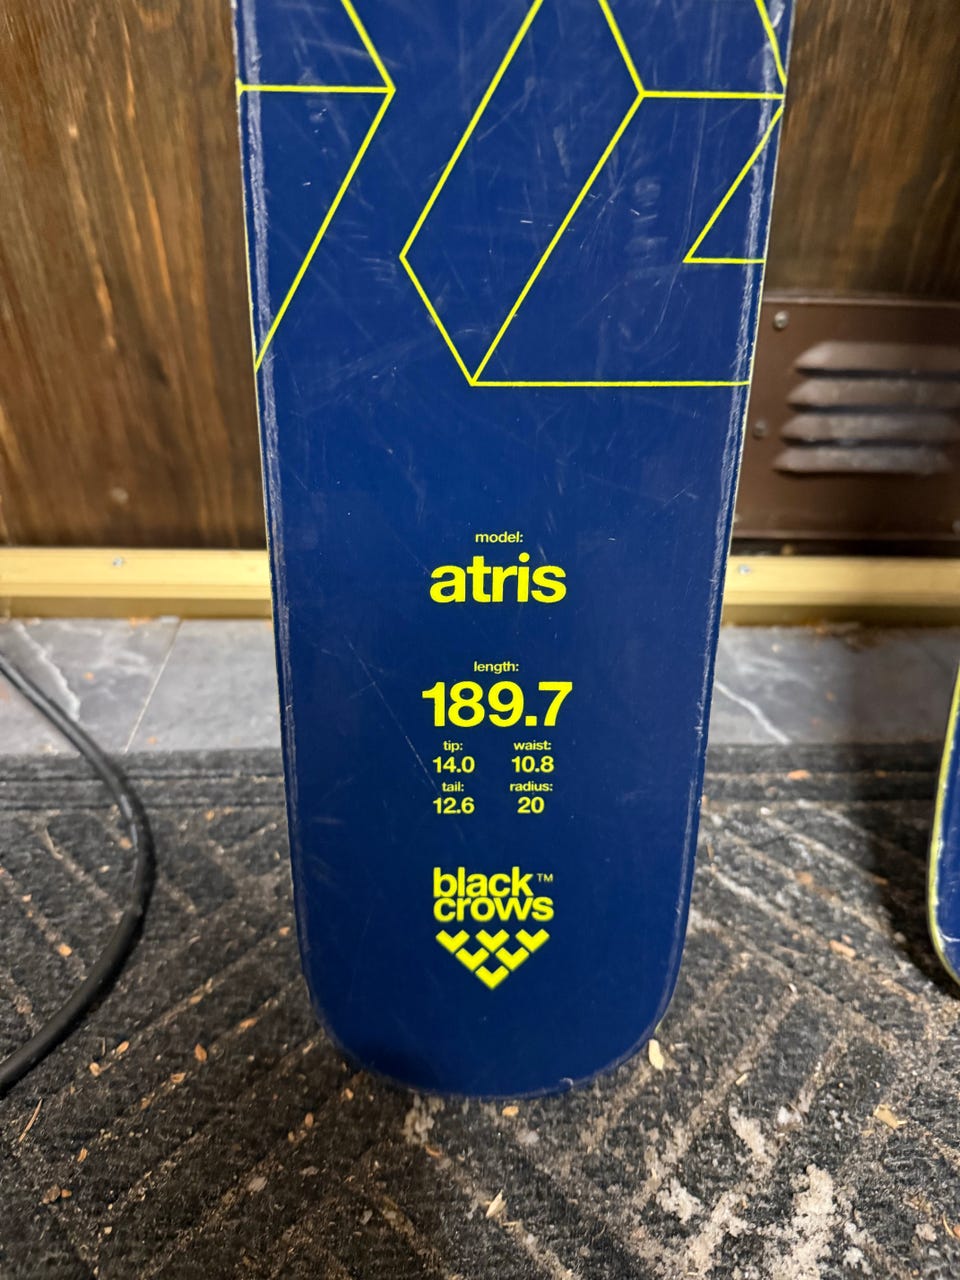 model:
atris
length:
189.7
tip: waist:
14.0 10.8
tail: radius:
12.6 20
black™
crows